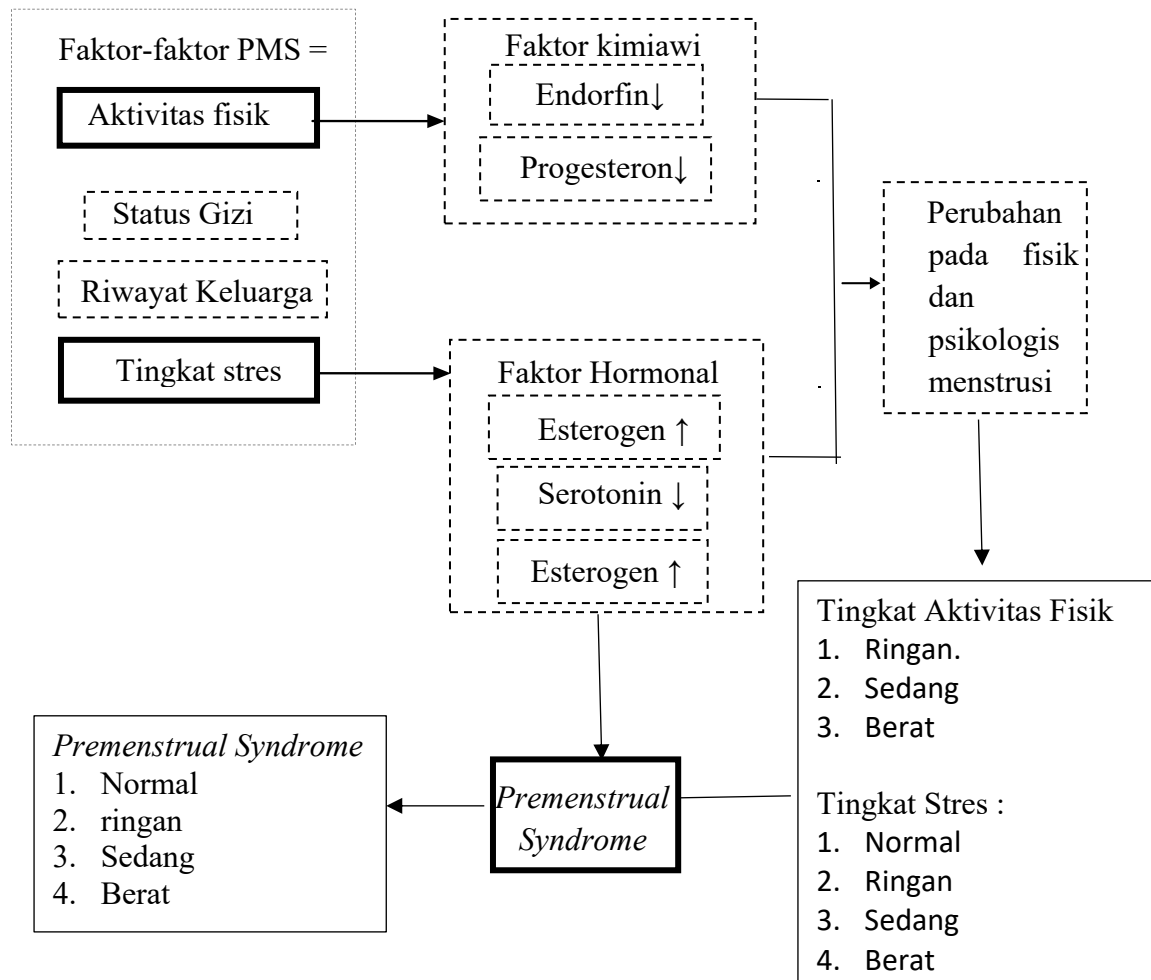 Faktor-faktor PMS =
Aktivitas fisik
Status Gizi
Riwayat Keluarga
Tingkat stres
Faktor kimiawi
Endorfin↓
Progesteron↓
Faktor Hormonal
Esterogen ↑
Serotonin ↓
Esterogen ↑
Perubahan
pada fisik
dan
psikologis
menstrusi
Tingkat Aktivitas Fisik
1. Ringan.
2. Sedang
3. Berat
Tingkat Stres :
1. Normal
2. Ringan
3. Sedang
4. Berat
Premenstrual
Syndrome
Premenstrual Syndrome
1. Normal
2. ringan
3. Sedang
4. Berat